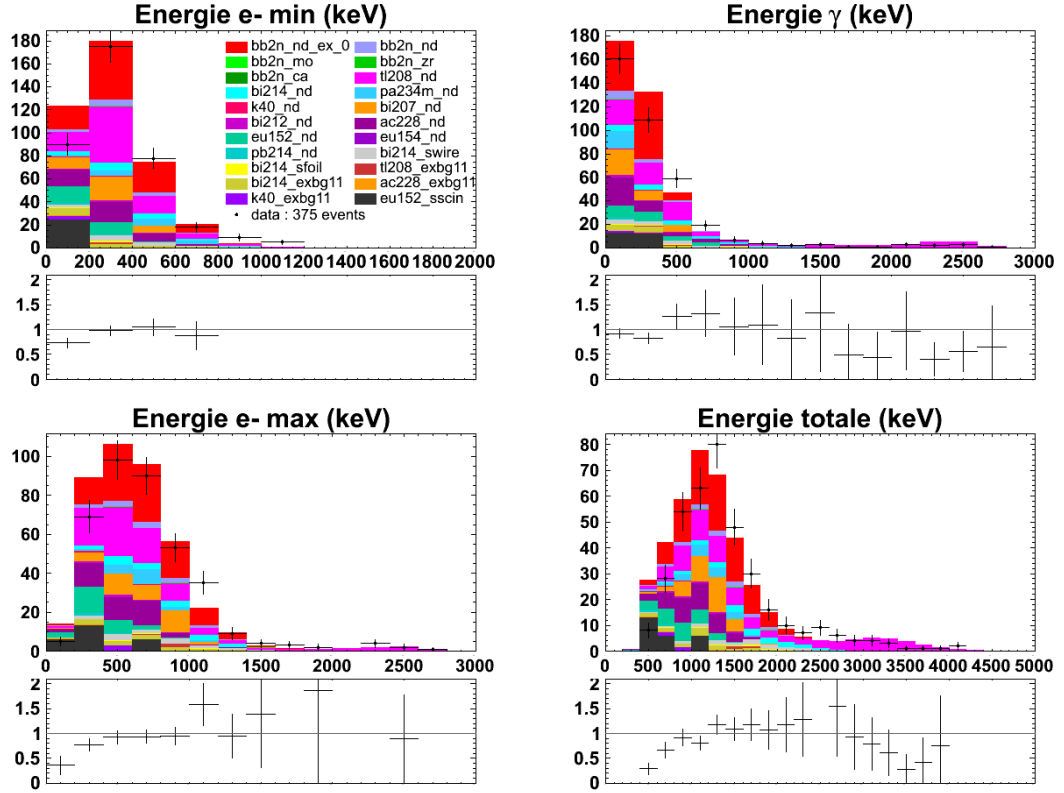 Energie e- min (keV)
180
160
140
120
100
80
60
40
20
0
bb2n_nd_ex_0 bb2n_nd
bb2n_mo bb2n_zr
bb2n_ca tl208_nd
bi214_nd pa234m_nd
k40_nd bi207_nd
bi212_nd ac228_nd
eu152_nd eu154_nd
pb214_nd bi214_swire
bi214_sfoil tl208_exbg11
bi214_exbg11 ac228_exbg11
k40_exbg11 eu152_sscin
data : 375 events
0 200 400 600 800 1000 1200 1400 1600 1800 2000
2
1.5
1
0.5
0
Energie γ (keV)
180
160
140
120
100
80
60
40
20
0
0 500 1000 1500 2000 2500 3000
2
1.5
1
0.5
0
Energie e- max (keV)
100
80
60
40
20
0
0 500 1000 1500 2000 2500 3000
2
1.5
1
0.5
0
Energie totale (keV)
80
70
60
50
40
30
20
10
0
0 500 1000 1500 2000 2500 3000 3500 4000 4500 5000
2
1.5
1
0.5
0